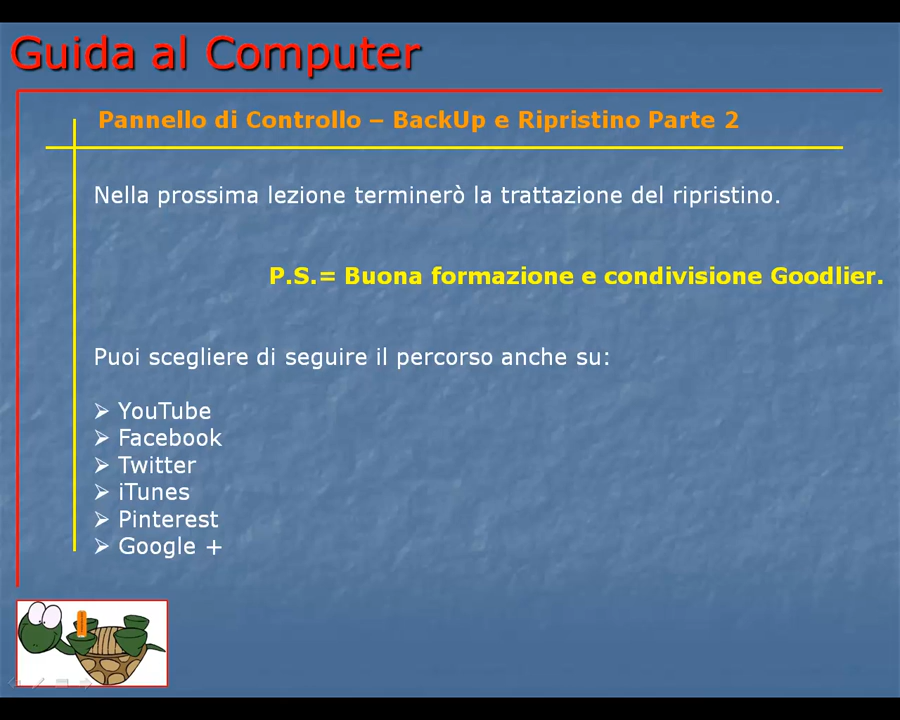 Guida al Computer
Pannello di Controllo – BackUp e Ripristino Parte 2
Nella prossima lezione terminerò la trattazione del ripristino.
P.S.= Buona formazione e condivisione Goodlier.
Puoi scegliere di seguire il percorso anche su:
➢ YouTube
➢ Facebook
➢ Twitter
➢ iTunes
➢ Pinterest
➢ Google +